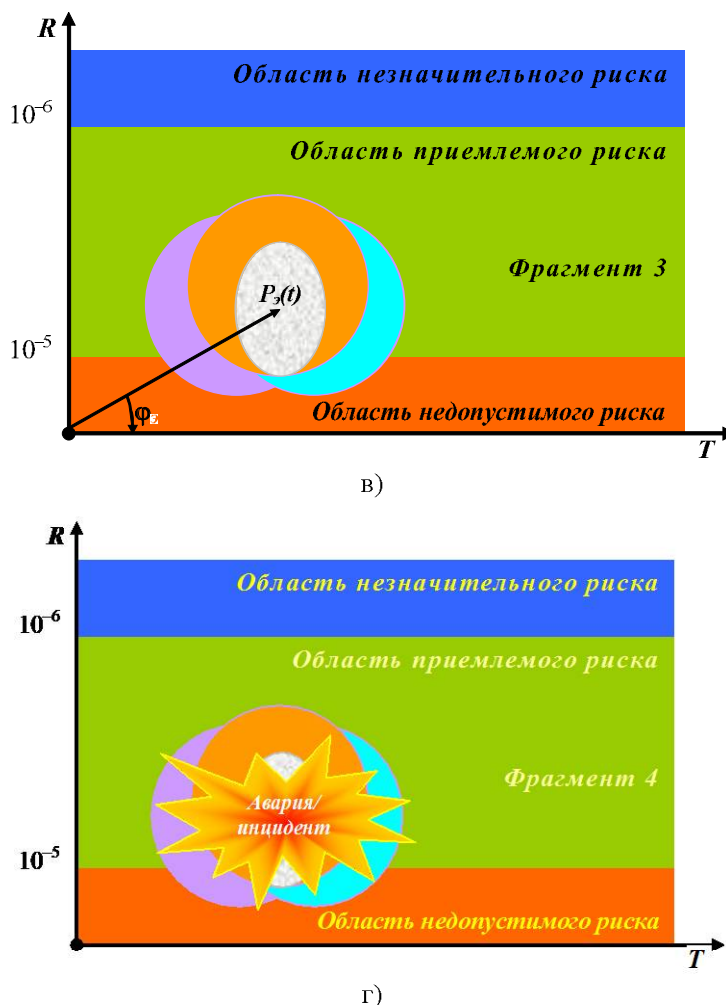 R
Область незначительного риска
10⁻⁶
Область приемлемого риска
Фрагмент 3
Pэ(t)
10⁻⁵
φ
Область недопустимого риска
T
в)
R
Область незначительного риска
10⁻⁶
Область приемлемого риска
Фрагмент 4
Авария/
инцидент
10⁻⁵
Область недопустимого риска
T
г)